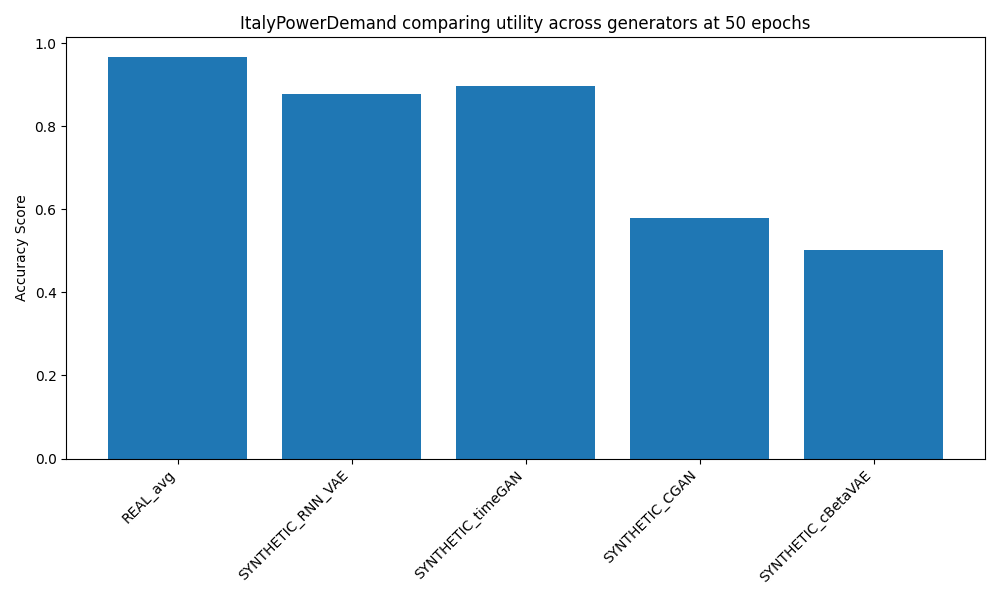 ItalyPowerDemand comparing utility across generators at 50 epochs
Accuracy Score
1.0
0.8
0.6
0.4
0.2
0.0
REAL_avg
SYNTHETIC_RNN_VAE
SYNTHETIC_timeGAN
SYNTHETIC_CGAN
SYNTHETIC_cBetaVAE